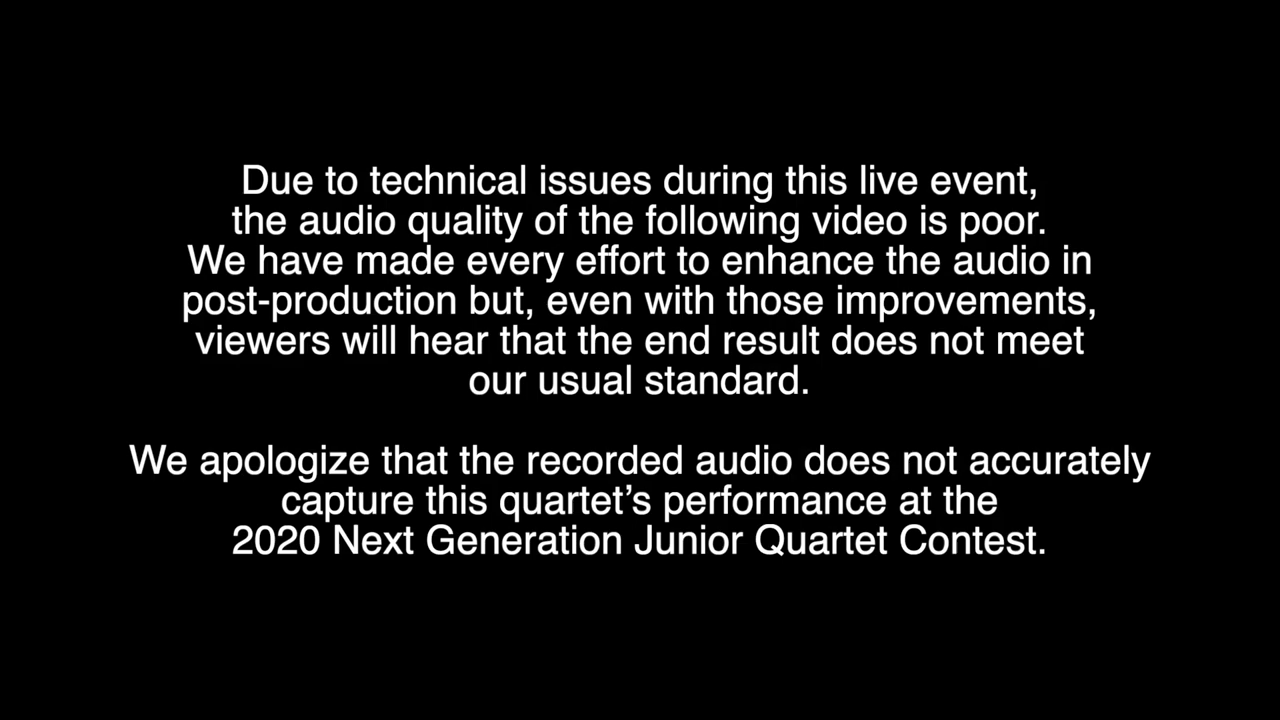 Due to technical issues during this live event,
the audio quality of the following video is poor.
We have made every effort to enhance the audio in
post-production but, even with those improvements,
viewers will hear that the end result does not meet
our usual standard.
We apologize that the recorded audio does not accurately
capture this quartet’s performance at the
2020 Next Generation Junior Quartet Contest.